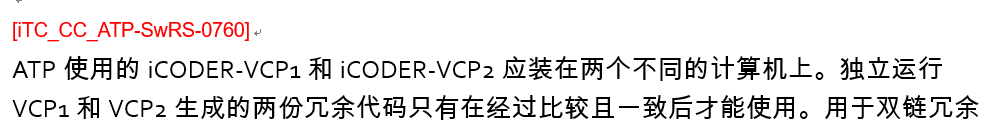 [iTC_CC_ATP-SwRS-0760]
ATP 使用的 iCODER-VCP1 和 iCODER-VCP2 应装在两个不同的计算机上。独立运行
VCP1 和 VCP2 生成的两份冗余代码只有在经过比较且一致后才能使用。用于双链冗余